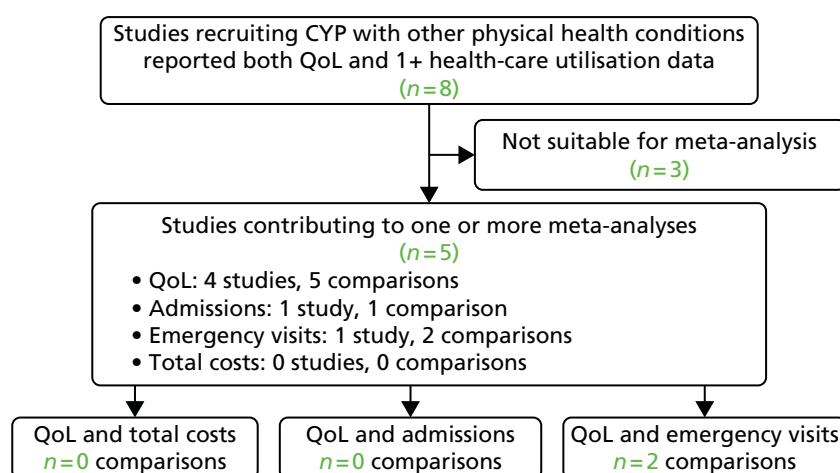 Studies recruiting CYP with other physical health conditions
reported both QoL and 1+ health-care utilisation data
(n=8)
Not suitable for meta-analysis
(n=3)
Studies contributing to one or more meta-analyses
(n=5)
• QoL: 4 studies, 5 comparisons
• Admissions: 1 study, 1 comparison
• Emergency visits: 1 study, 2 comparisons
• Total costs: 0 studies, 0 comparisons
QoL and total costs
n=0 comparisons
QoL and admissions
n=0 comparisons
QoL and emergency visits
n=2 comparisons